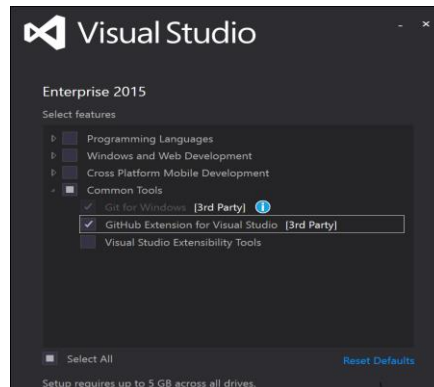 Visual Studio
Enterprise 2015
Select features
Programming Languages
Windows and Web Development
Cross Platform Mobile Development
Common Tools
Git for Windows [3rd Party]
GitHub Extension for Visual Studio [3rd Party]
Visual Studio Extensibility Tools
Select All Reset Defaults
Setup requires up to 5 GB across all drives.